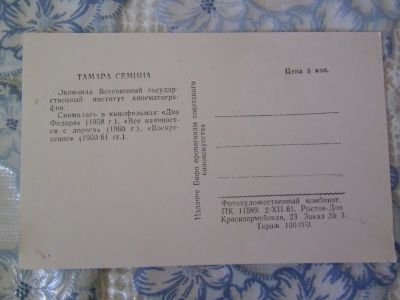 ТАМАРА СЕМИНА
Окончила Всесоюзный государ-
ственный институт кинематогра-
фии.
Снималась в кинофильмах: «Два
Федора» (1958 г.), «Все начинает-
ся с дороги» (1960 г.), «Воскре-
сение» (1960-61 гг.).
Издание Бюро пропаганды советского
киноискусства
Цена 8 коп.
Фотохудожественный комбинат.
ПК 11589. 2/XII-61. Ростов-Дон
Красноармейская, 23 Заказ № 3
Тираж 100 000.